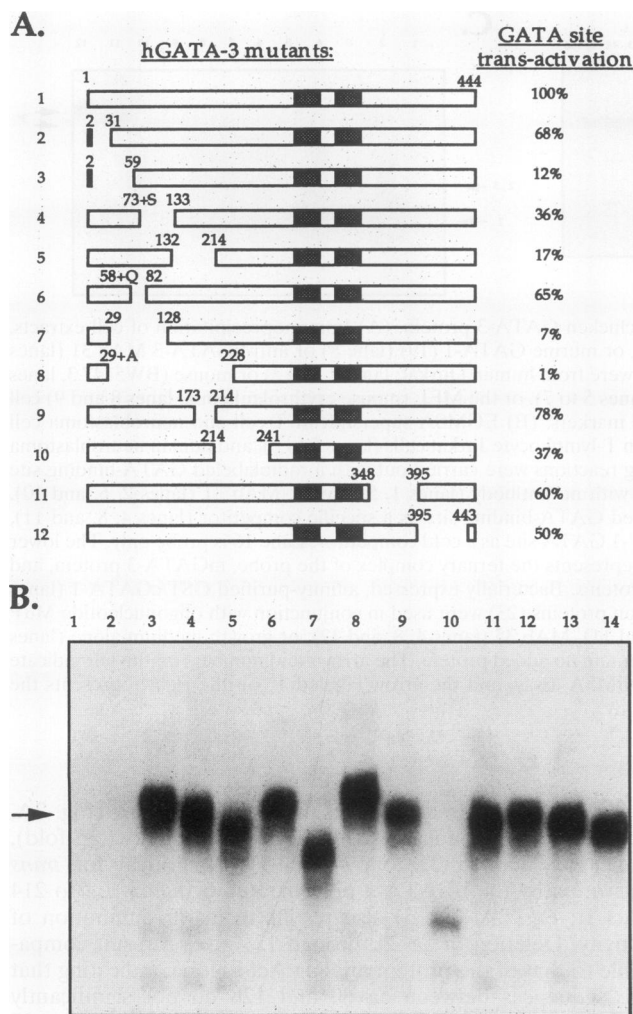 A.
hGATA-3 mutants:
GATA site
trans-activation
1 444
1 100%
2 31
2 68%
2 59
3 12%
73+S 133
4 36%
132 214
5 17%
58+Q 82
6 65%
29 128
7 7%
29+A 228
8 1%
173 214
9 78%
214 241
10 37%
348 395
11 60%
395 443
12 50%
B.
1 2 3 4 5 6 7 8 9 10 11 12 13 14